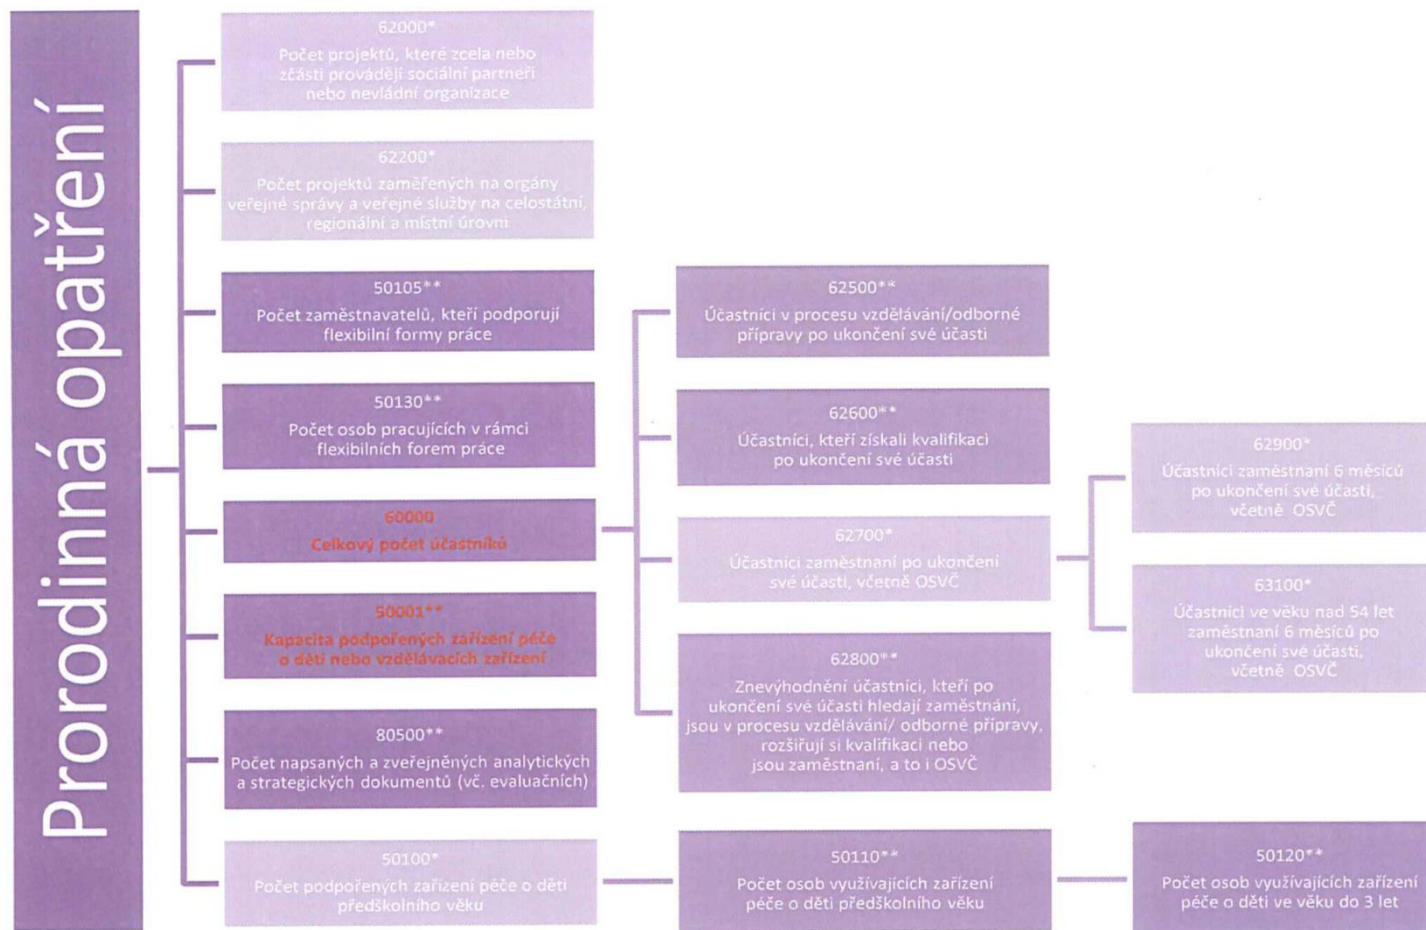 Prorodinná opatření
62000*
Počet projektů, které zcela nebo
zčásti provádějí sociální partneři
nebo nevládní organizace
62200*
Počet projektů zaměřených na orgány
veřejné správy a veřejné služby na celostátní,
regionální a místní úrovni
50105**
Počet zaměstnavatelů, kteří podporují
flexibilní formy práce
50130**
Počet osob pracujících v rámci
flexibilních forem práce
60000
Celkový počet účastníků
50001**
Kapacita podpořených zařízení péče
o děti nebo vzdělávacích zařízení
80500**
Počet napsaných a zveřejněných analytických
a strategických dokumentů (vč. evaluačních)
50100*
Počet podpořených zařízení péče o děti
předškolního věku
62500**
Účastníci v procesu vzdělávání/odborné
přípravy po ukončení své účasti
62600**
Účastníci, kteří získali kvalifikaci
po ukončení své účasti
62700*
Účastníci zaměstnaní po ukončení
své účasti, včetně OSVČ
62800**
Znevýhodnění účastníci, kteří po
ukončení své účasti hledají zaměstnání,
jsou v procesu vzdělávání/ odborné přípravy,
rozšiřují si kvalifikaci nebo
jsou zaměstnaní, a to i OSVČ
50110**
Počet osob využívajících zařízení
péče o děti předškolního věku
62900*
Účastníci zaměstnaní 6 měsíců
po ukončení své účasti,
včetně OSVČ
63100*
Účastníci ve věku nad 54 let
zaměstnaní 6 měsíců po
ukončení své účasti,
včetně OSVČ
50120**
Počet osob využívajících zařízení
péče o děti ve věku do 3 let